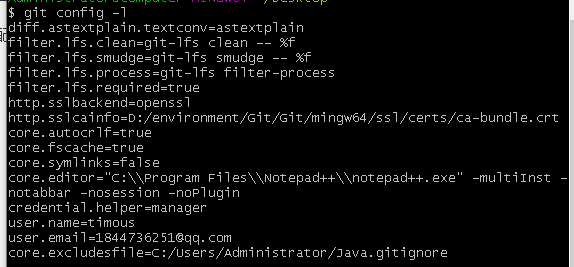 $ git config -l
diff.astextplain.textconv=astextplain
filter.lfs.clean=git-lfs clean -- %f
filter.lfs.smudge=git-lfs smudge -- %f
filter.lfs.process=git-lfs filter-process
filter.lfs.required=true
http.sslbackend=openssl
http.sslcainfo=D:/environment/Git/Git/mingw64/ssl/certs/ca-bundle.crt
core.autocrlf=true
core.fscache=true
core.symlinks=false
core.editor="C:\\Program Files\\Notepad++\\notepad++.exe" -multiInst -
notabbar -nosession -noPlugin
credential.helper=manager
user.name=timous
user.email=1844736251@qq.com
core.excludesfile=C:/Users/Administrator/Java.gitignore